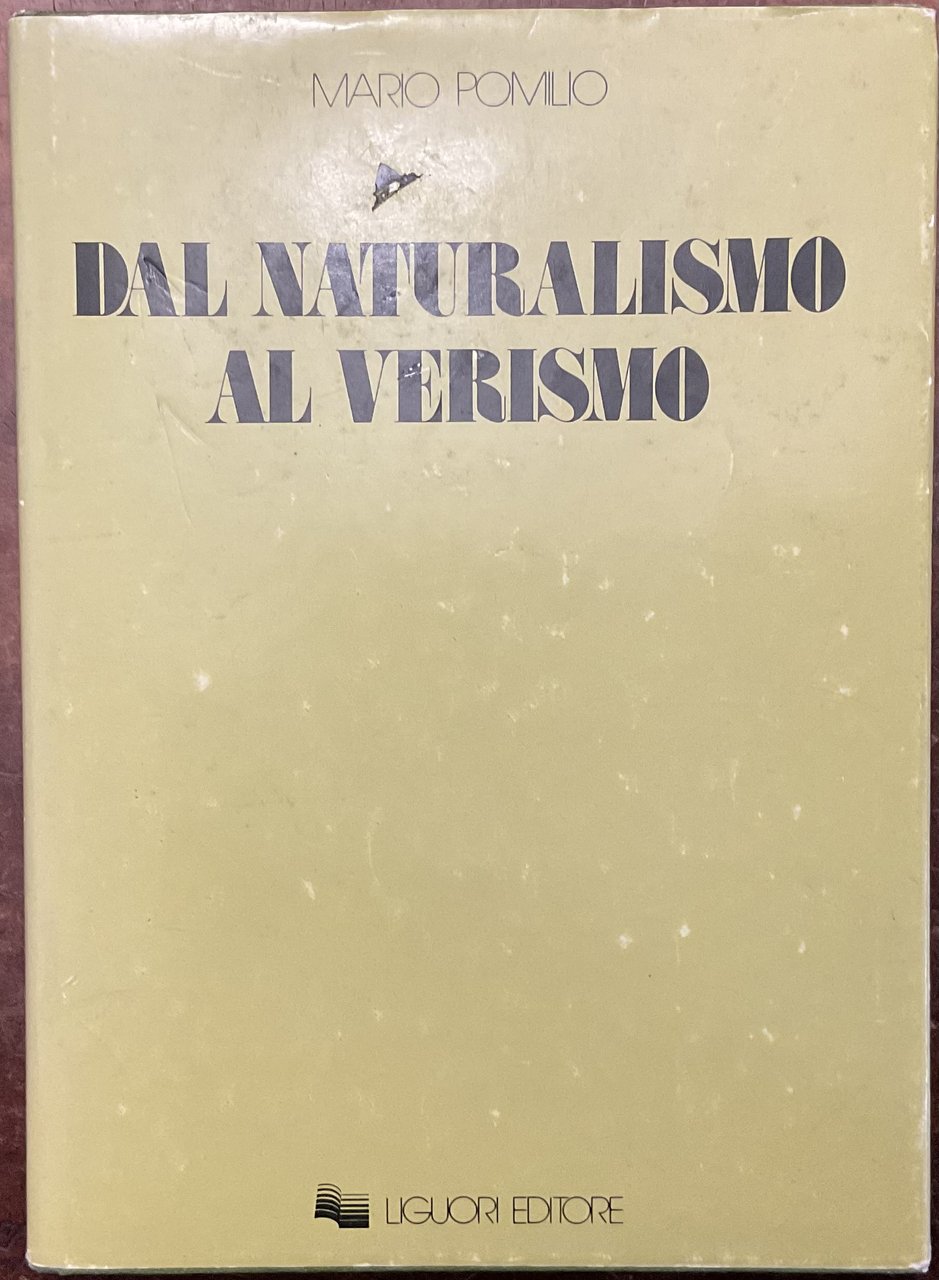 MARIO POMILIO
DAL NATURALISMO
AL VERISMO
LIGUORI EDITORE